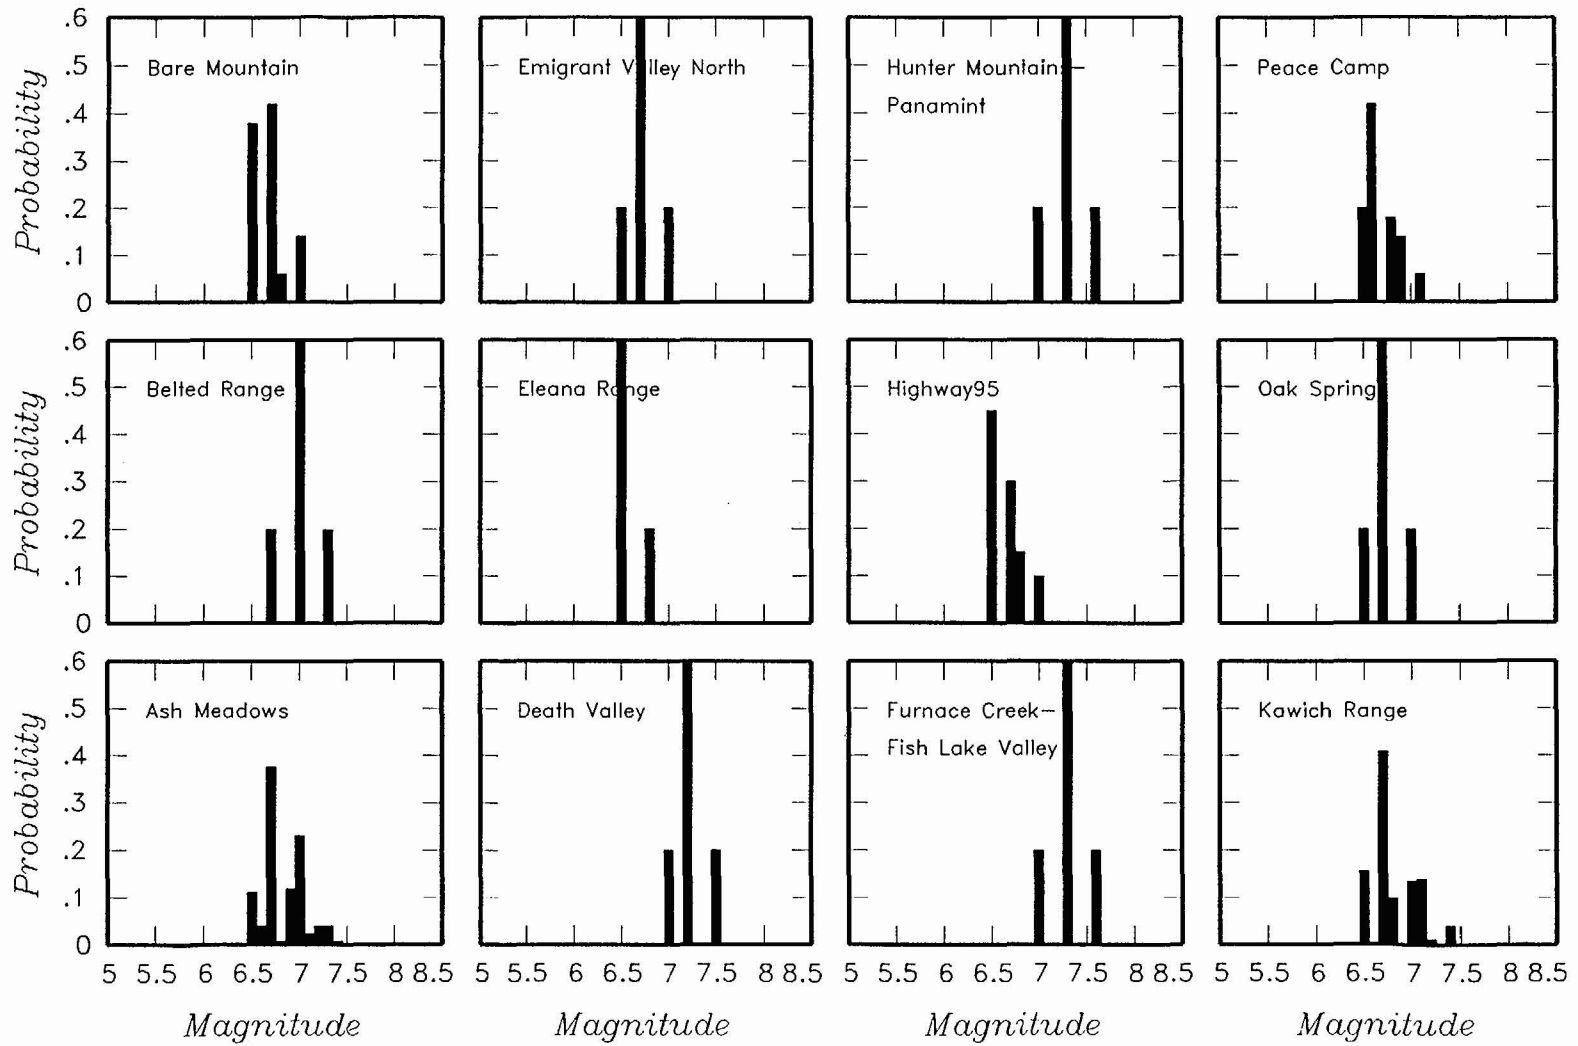 .6
.5
.4
.3
.2
.1
0
Probability
Bare Mountain
Emigrant Valley North
Hunter Mountain–
Panamint
Peace Camp
.6
.5
.4
.3
.2
.1
0
Probability
Belted Range
Eleana Range
Highway95
Oak Spring
.6
.5
.4
.3
.2
.1
0
Probability
Ash Meadows
Death Valley
Furnace Creek–
Fish Lake Valley
Kawich Range
5 5.5 6 6.5 7 7.5 8 8.5
5 5.5 6 6.5 7 7.5 8 8.5
5 5.5 6 6.5 7 7.5 8 8.5
5 5.5 6 6.5 7 7.5 8 8.5
Magnitude
Magnitude
Magnitude
Magnitude